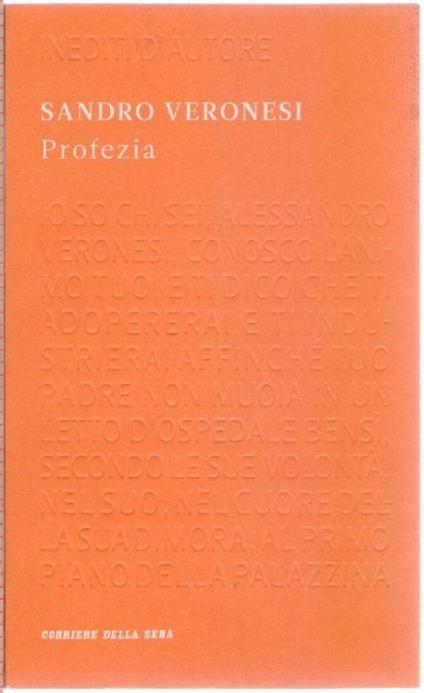 INEDITI D'AUTORE
SANDRO VERONESI
Profezia
IO SO CHI SEI, ALESSANDRO
VERONESI, CONOSCO L'ANI-
MO TUO, E TI DICO CHE TI
ADOPERERAI E TI INDU-
STRIERAI, AFFINCHÉ TUO
PADRE NON MUOIA IN UN
LETTO D'OSPEDALE BENSÌ,
SECONDO LE SUE VOLONTÀ,
NEL SUO, NEL CUORE DEL-
LA SUA DIMORA, AL PRIMO
PIANO DELLA PALAZZINA
CORRIERE DELLA SERA